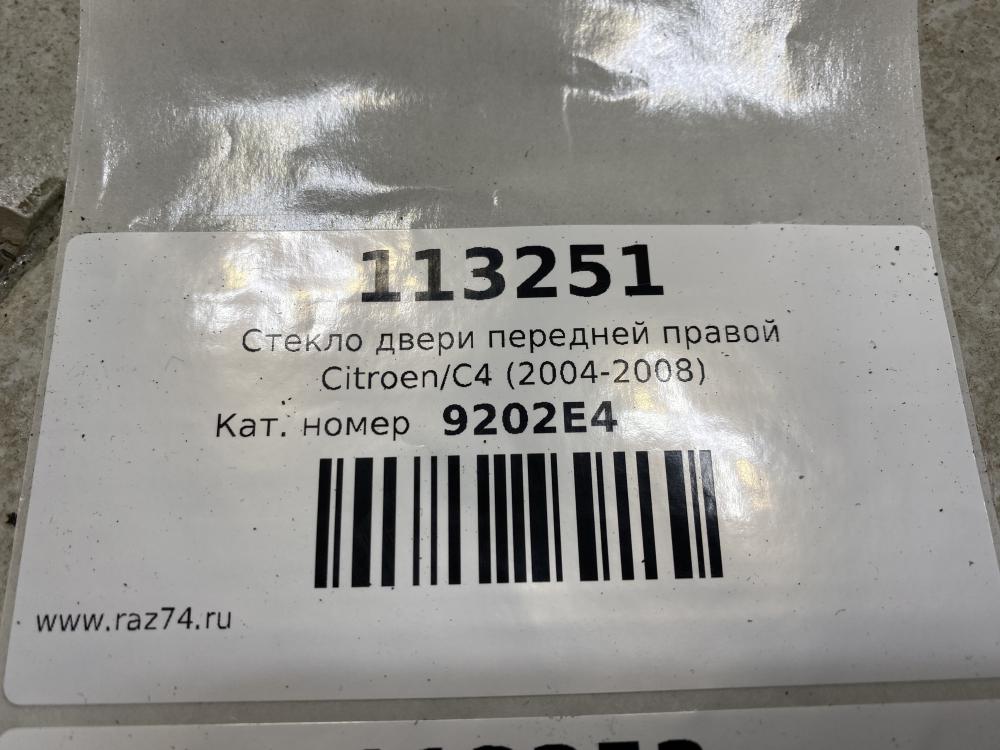 113251
Стекло двери передней правой
Citroen/C4 (2004-2008)
Кат. номер 9202E4
www.raz74.ru